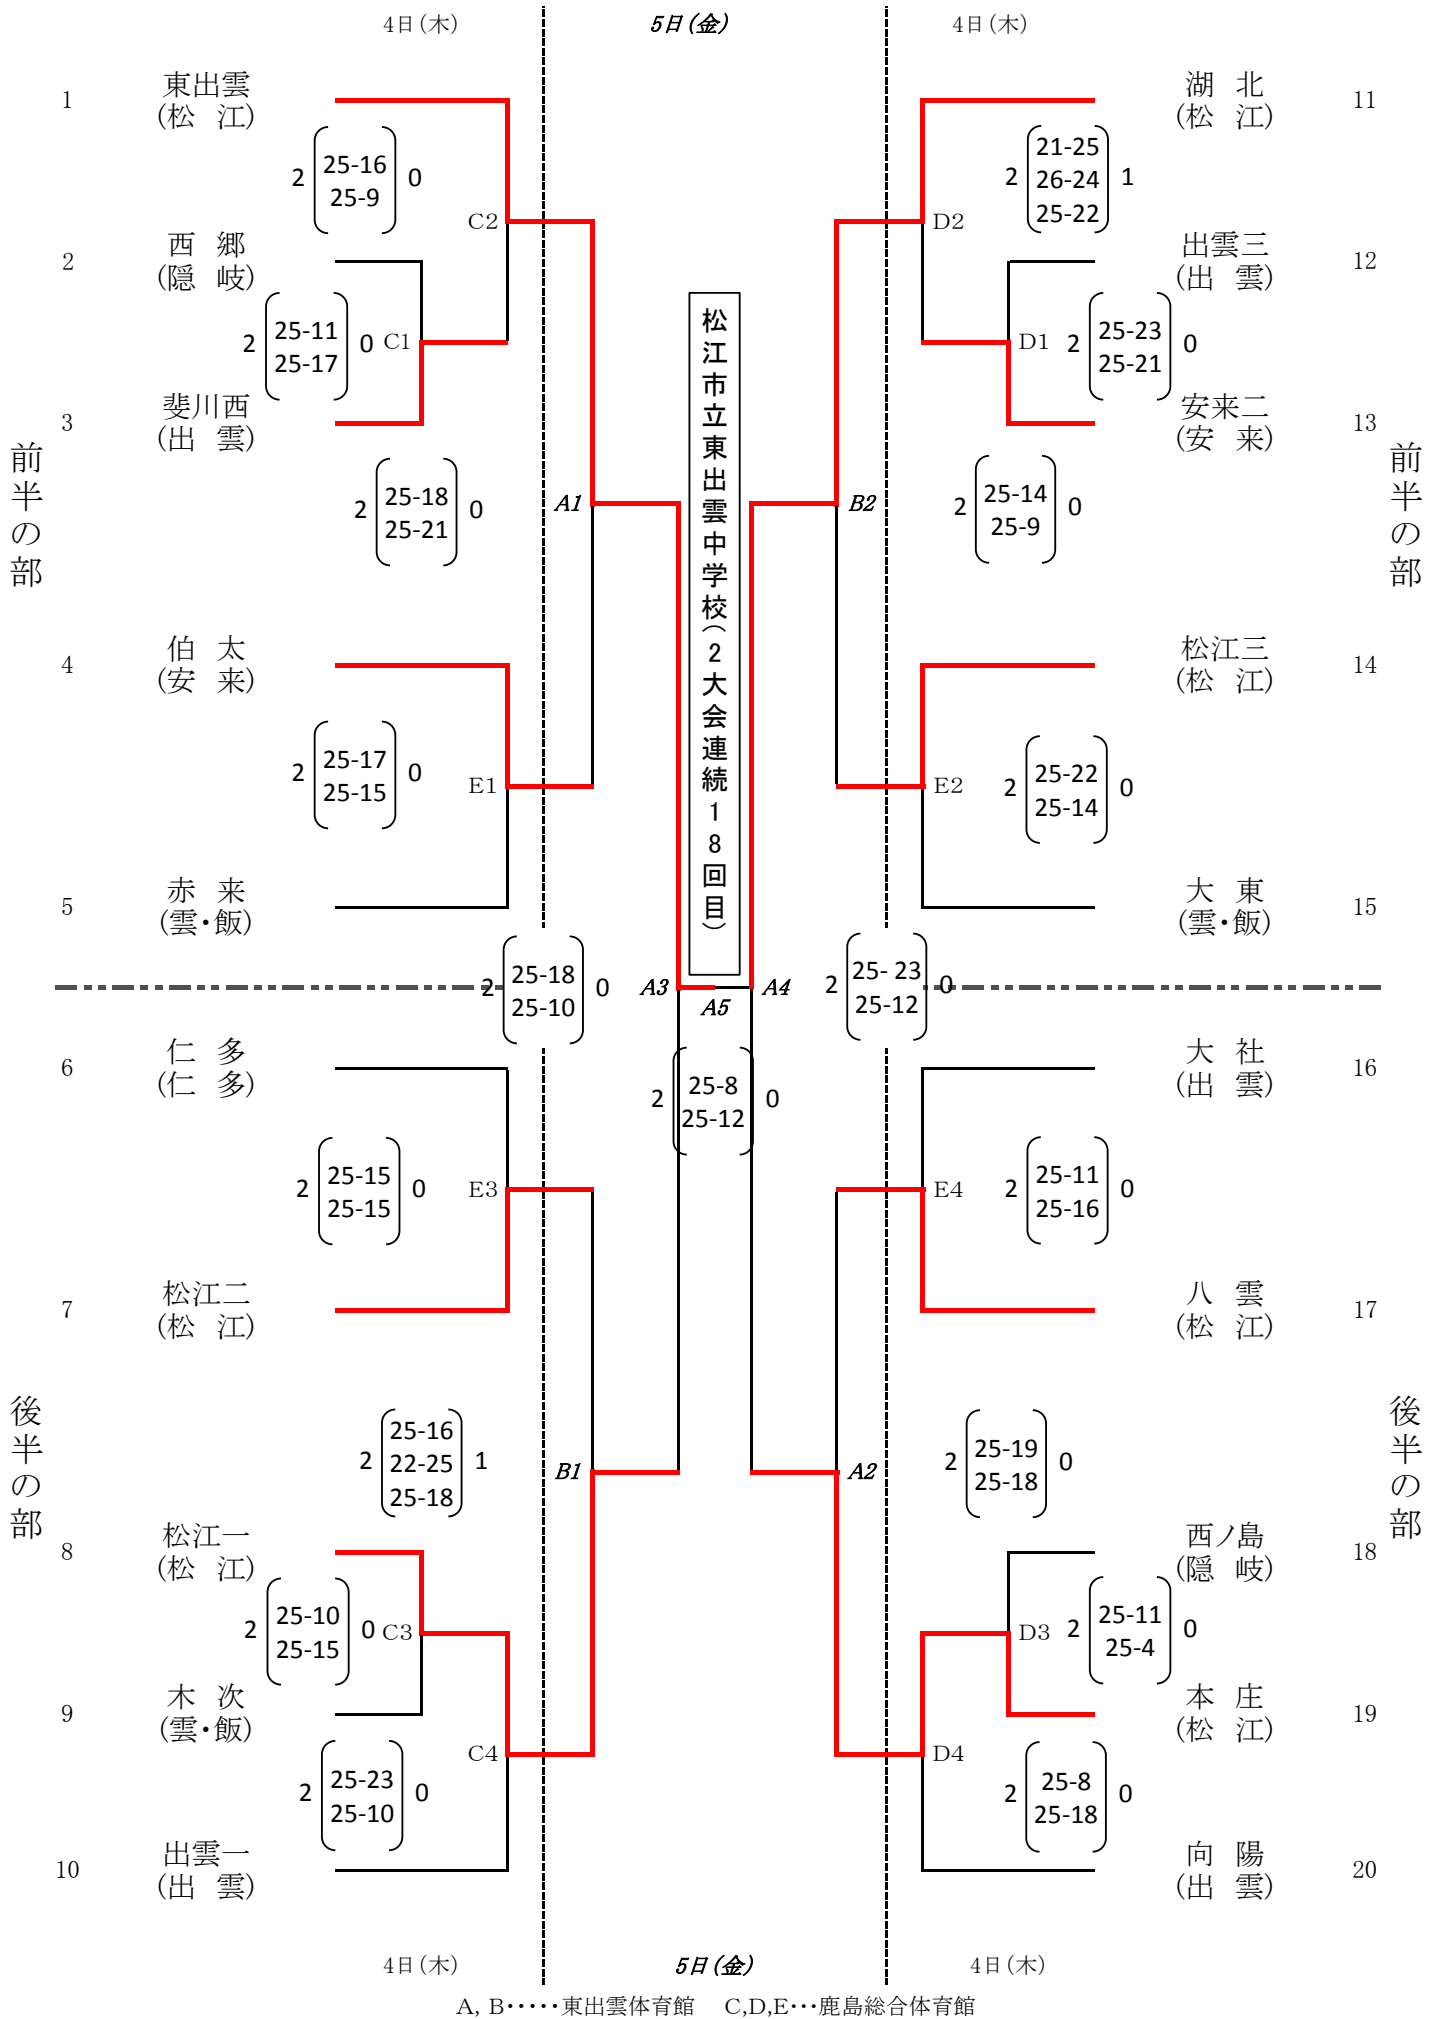 4日(木)
5日(金)
4日(木)
1
東出雲
(松 江)
2
25-16
25-9
0
C2
2
西 郷
(隠 岐)
2
25-11
25-17
0
C1
3
斐川西
(出 雲)
前半の部
2
25-18
25-21
0
A1
4
伯 太
(安 来)
2
25-17
25-15
0
E1
5
赤 来
(雲・飯)
2
25-18
25-10
0
A3
松江市立東出雲中学校(2大会連続18回目)
A5
2
25-8
25-12
0
6
仁 多
(仁 多)
2
25-15
25-15
0
E3
7
松江二
(松 江)
後半の部
2
25-16
22-25
25-18
1
B1
8
松江一
(松 江)
2
25-10
25-15
0
C3
9
木 次
(雲・飯)
C4
2
25-23
25-10
0
10
出雲一
(出 雲)
湖 北
(松 江)
11
2
21-25
26-24
25-22
1
D2
出雲三
(出 雲)
12
D1
2
25-23
25-21
0
安来二
(安 来)
13
前半の部
B2
2
25-14
25-9
0
松江三
(松 江)
14
E2
2
25-22
25-14
0
大 東
(雲・飯)
15
A4
2
25- 23
25-12
0
大 社
(出 雲)
16
E4
2
25-11
25-16
0
八 雲
(松 江)
17
後半の部
A2
2
25-19
25-18
0
西ノ島
(隠 岐)
18
D3
2
25-11
25-4
0
本 庄
(松 江)
19
D4
2
25-8
25-18
0
向 陽
(出 雲)
20
4日(木)
5日(金)
4日(木)
A, B・・・・・東出雲体育館 C,D,E・・・鹿島総合体育館